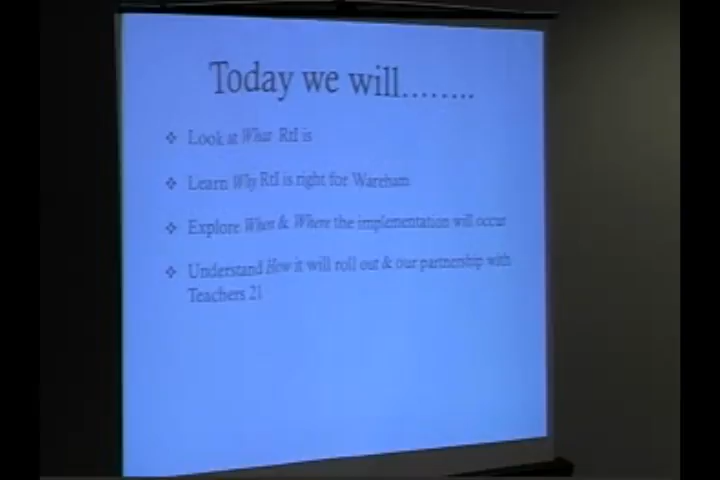 Today we will........
❖ Look at What RtI is
❖ Learn Why RtI is right for Wareham
❖ Explore When & Where the implementation will occur
❖ Understand How it will roll out & our partnership with
Teachers 21